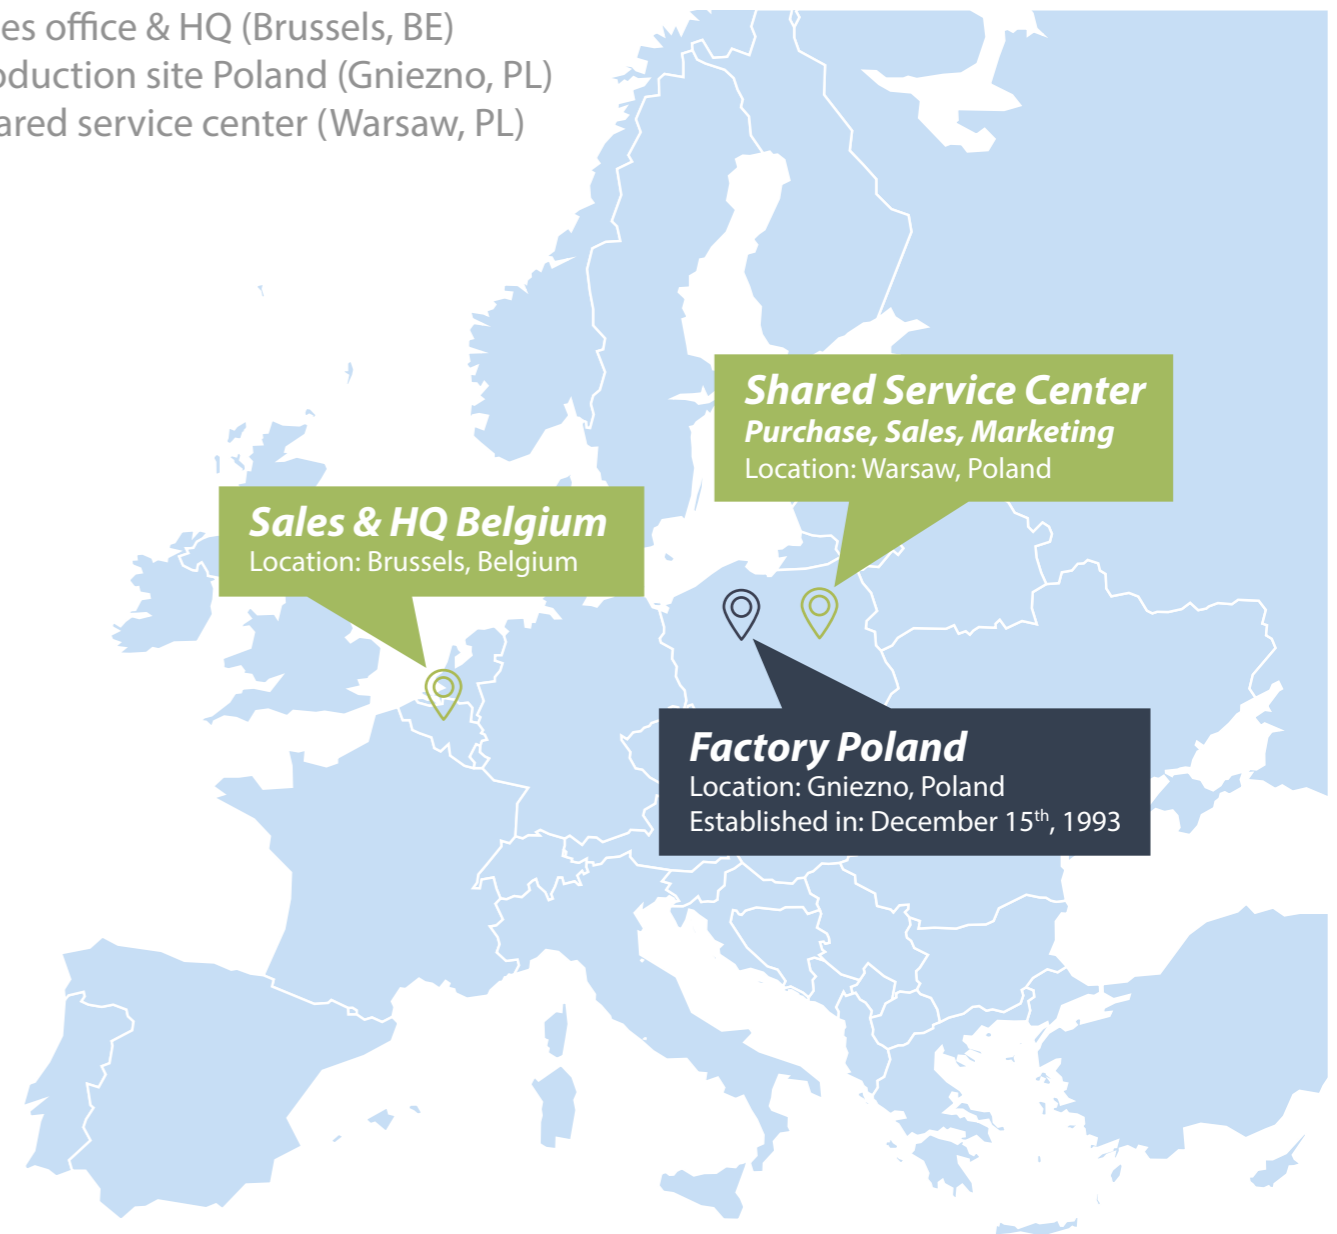 es office & HQ (Brussels, BE)
oduction site Poland (Gniezno, PL)
ared service center (Warsaw, PL)
Shared Service Center
Purchase, Sales, Marketing
Location: Warsaw, Poland
Sales & HQ Belgium
Location: Brussels, Belgium
Factory Poland
Location: Gniezno, Poland
Established in: December 15th, 1993